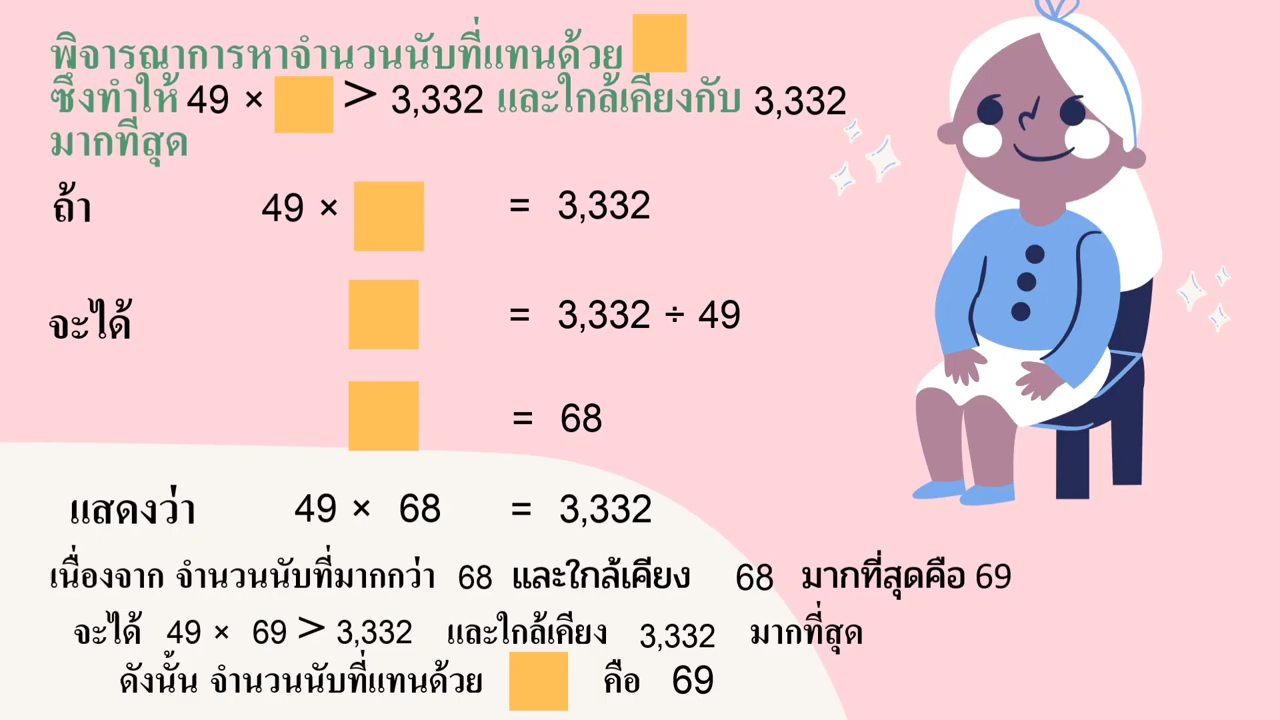 พิจารณาการหาจำนวนนับที่แทนด้วย
ซึ่งทำให้ 49 × > 3,332 และใกล้เคียงกับ 3,332
มากที่สุด
ถ้า 49 × = 3,332
จะได้ = 3,332 ÷ 49
= 68
แสดงว่า 49 × 68 = 3,332
เนื่องจาก จำนวนนับที่มากกว่า 68 และใกล้เคียง 68 มากที่สุดคือ 69
จะได้ 49 × 69 > 3,332 และใกล้เคียง 3,332 มากที่สุด
ดังนั้น จำนวนนับที่แทนด้วย คือ 69